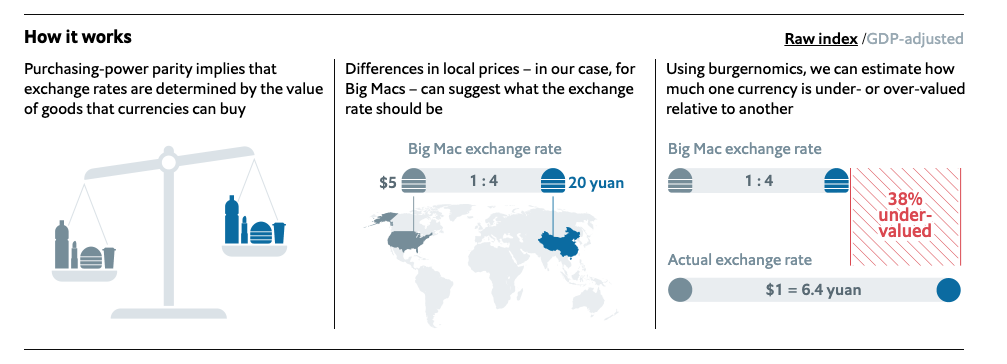 How it works
Raw index /GDP-adjusted
Purchasing-power parity implies that
exchange rates are determined by the value
of goods that currencies can buy
Differences in local prices – in our case, for
Big Macs – can suggest what the exchange
rate should be
Big Mac exchange rate
$5
1 : 4
20 yuan
Using burgernomics, we can estimate how
much one currency is under- or over-valued
relative to another
Big Mac exchange rate
1 : 4
38%
under-
valued
Actual exchange rate
$1 = 6.4 yuan